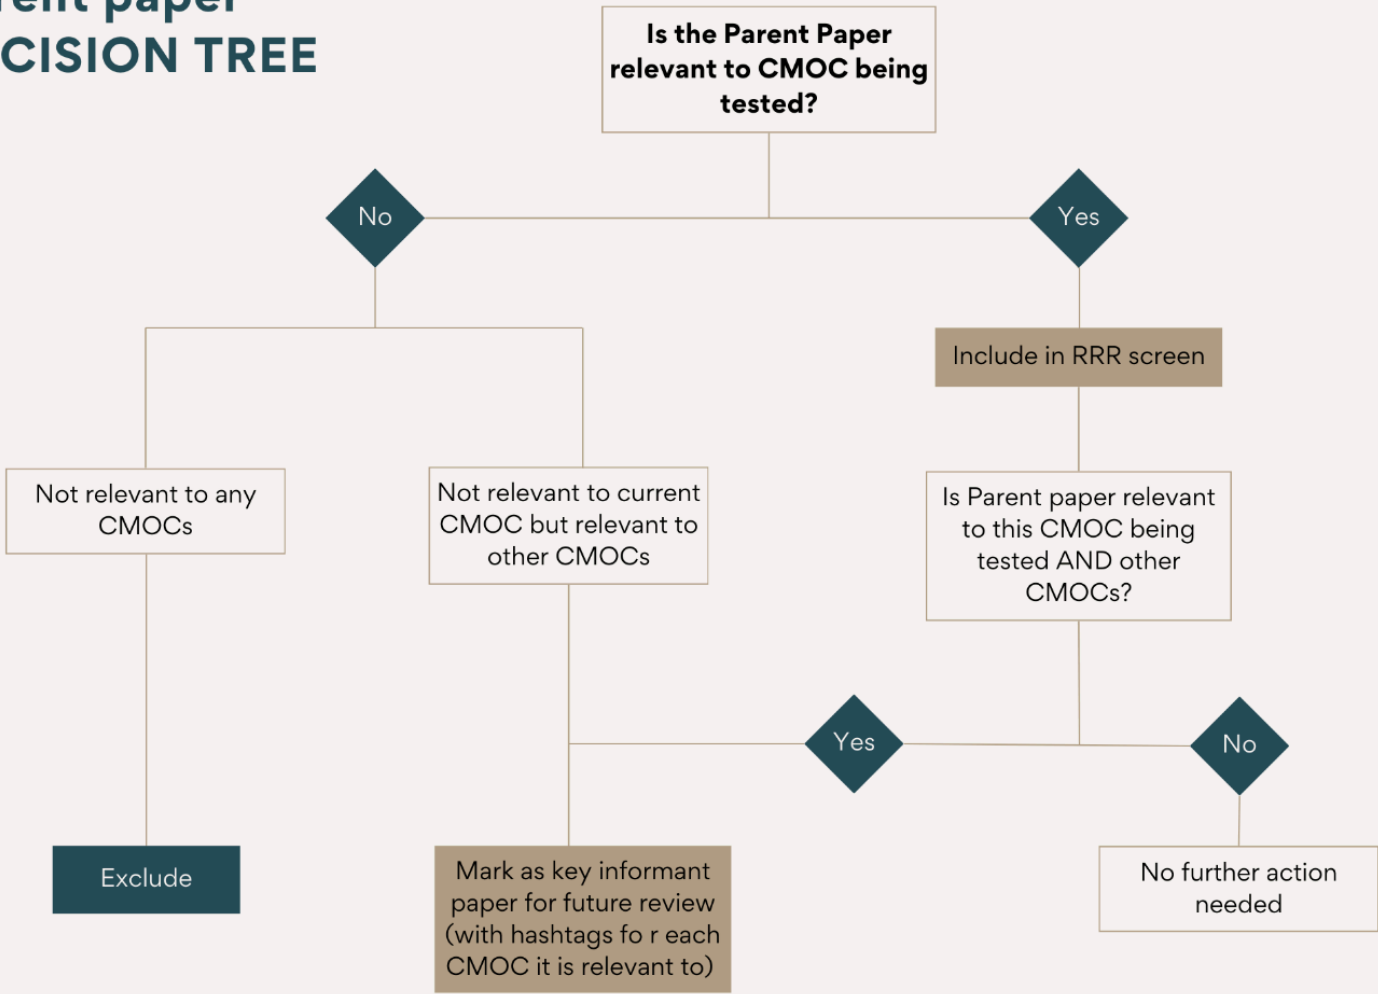 paper
TREE
Is the Parent Paper
relevant to CMOC being
tested?
No
Yes
Include in RRR screen
Not relevant to any
CMOCs
Not relevant to current
CMOC but relevant to
other CMOCs
Is Parent paper relevant
to this CMOC being
tested AND other
CMOCs?
Yes
No
Exclude
Mark as key informant
paper for future review
(with hashtags fo r each
CMOC it is relevant to)
No further action
needed